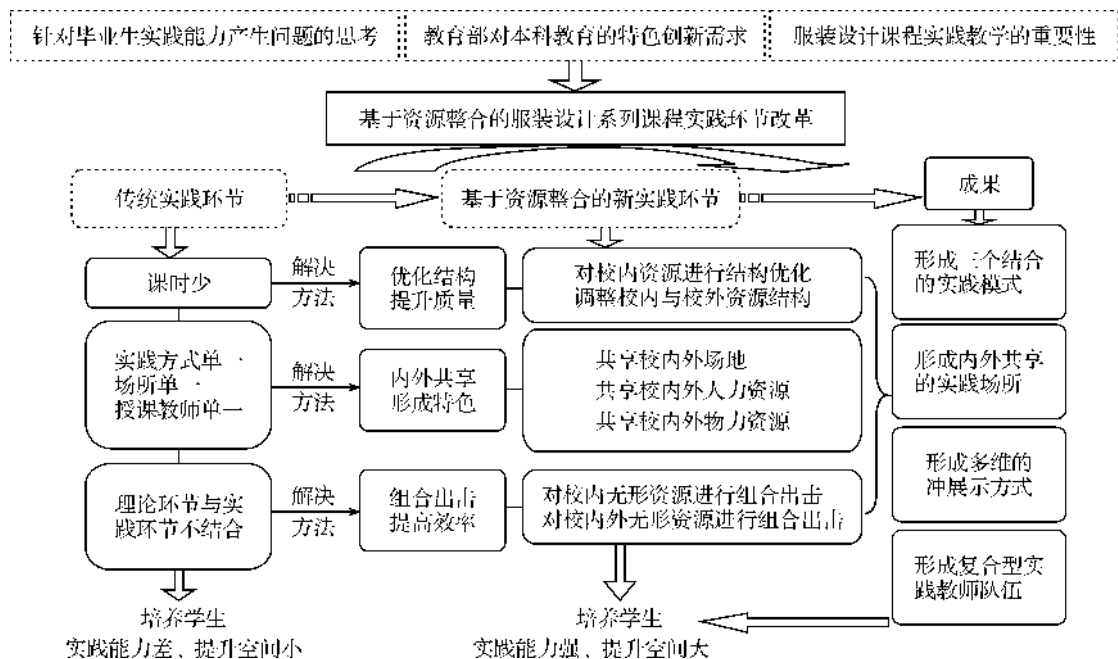 针对毕业生实践能力产生问题的思考
教育部对本科教育的特色创新需求
服装设计课程实践教学的重要性
基于资源整合的服装设计系列课程实践环节改革
传统实践环节
基于资源整合的新实践环节
成果
课时少
解决
方法
优化结构
提升质量
对校内资源进行结构优化
调整校内与校外资源结构
形成三个结合
的实践模式
实践方式单一
场所单一
授课教师单一
解决
方法
内外共享
形成特色
共享校内外场地
共享校内外人力资源
共享校内外物力资源
形成内外共享
的实践场所
理论环节与实
践环节不结合
解决
方法
组合出击
提高效率
对校内无形资源进行组合出击
对校内外无形资源进行组合出击
形成多维的
冲展示方式
形成复合型实
践教师队伍
培养学生
实践能力差、提升空间小
培养学生
实践能力强、提升空间大